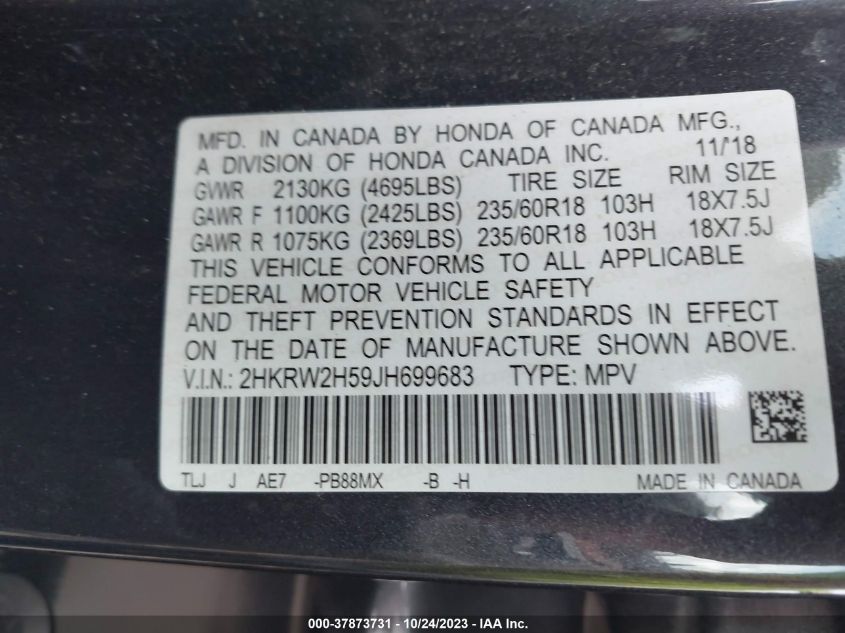 MFD. IN CANADA BY HONDA OF CANADA MFG.,
A DIVISION OF HONDA CANADA INC. 11/18
GVWR 2130KG (4695LBS) TIRE SIZE RIM SIZE
GAWR F 1100KG (2425LBS) 235/60R18 103H 18X7.5J
GAWR R 1075KG (2369LBS) 235/60R18 103H 18X7.5J
THIS VEHICLE CONFORMS TO ALL APPLICABLE
FEDERAL MOTOR VEHICLE SAFETY
AND THEFT PREVENTION STANDARDS IN EFFECT
ON THE DATE OF MANUFACTURE SHOWN ABOVE.
V.I.N.: 2HKRW2H59JH699683 TYPE: MPV
TLJ J AE7 -PB88MX -B -H MADE IN CANADA
000-37873731 - 10/24/2023 - IAA Inc.